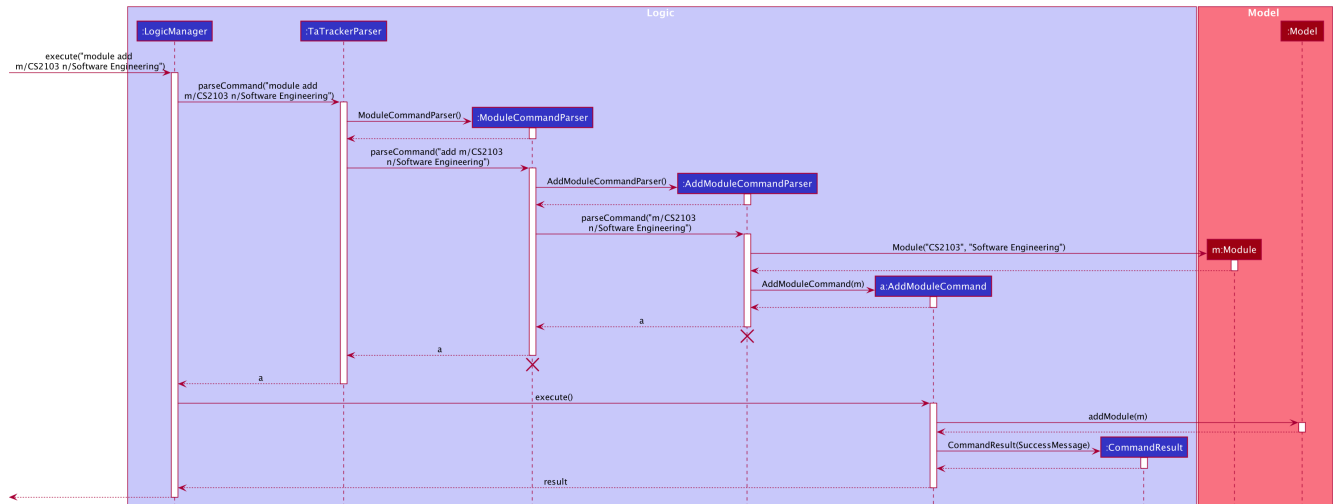 Logic
Model
:LogicManager
:TaTrackerParser
:Model
execute("module add
m/CS2103 n/Software Engineering")
parseCommand("module add
m/CS2103 n/Software Engineering")
ModuleCommandParser()
:ModuleCommandParser
parseCommand("add m/CS2103
n/Software Engineering")
AddModuleCommandParser()
:AddModuleCommandParser
parseCommand("m/CS2103
n/Software Engineering")
Module("CS2103", "Software Engineering")
m:Module
AddModuleCommand(m)
a:AddModuleCommand
a
a
a
execute()
addModule(m)
CommandResult(SuccessMessage)
:CommandResult
result